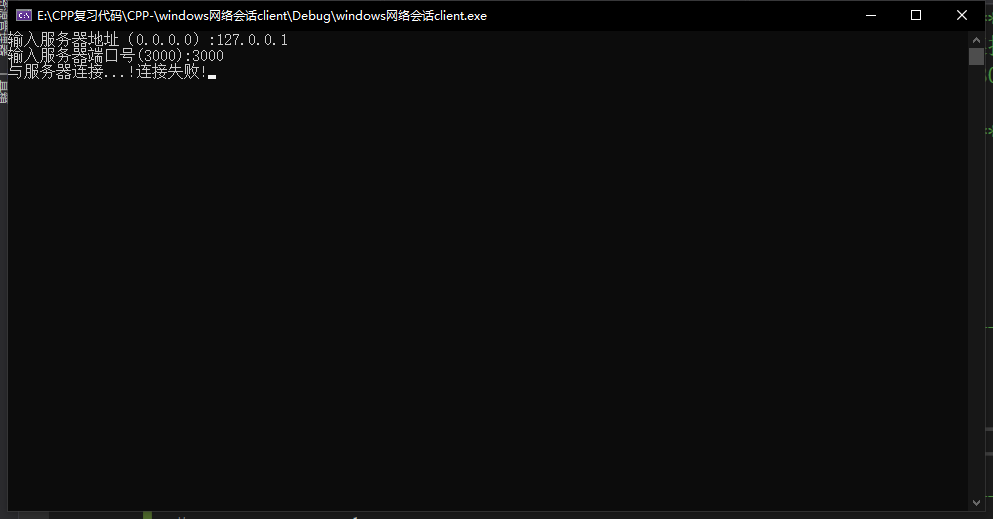 E:\CPP复习代码\CPP-\windows网络会话client\Debug\windows网络会话client.exe
输入服务器地址（0.0.0.0）:127.0.0.1
输入服务器端口号(3000):3000
与服务器连接...!连接失败!